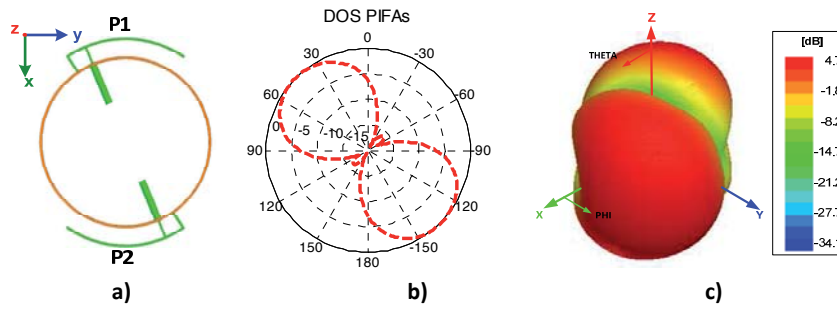 z
y
x
P1
P2
a)
DOS PIFAs
0
30
-30
60
-60
0
-5
-10
-15
90
-90
120
-120
150
-150
180
b)
Z
THETA
X
PHI
Y
c)
[dB]
4.7
-1.8
-8.2
-14.7
-21.2
-27.7
-34.1